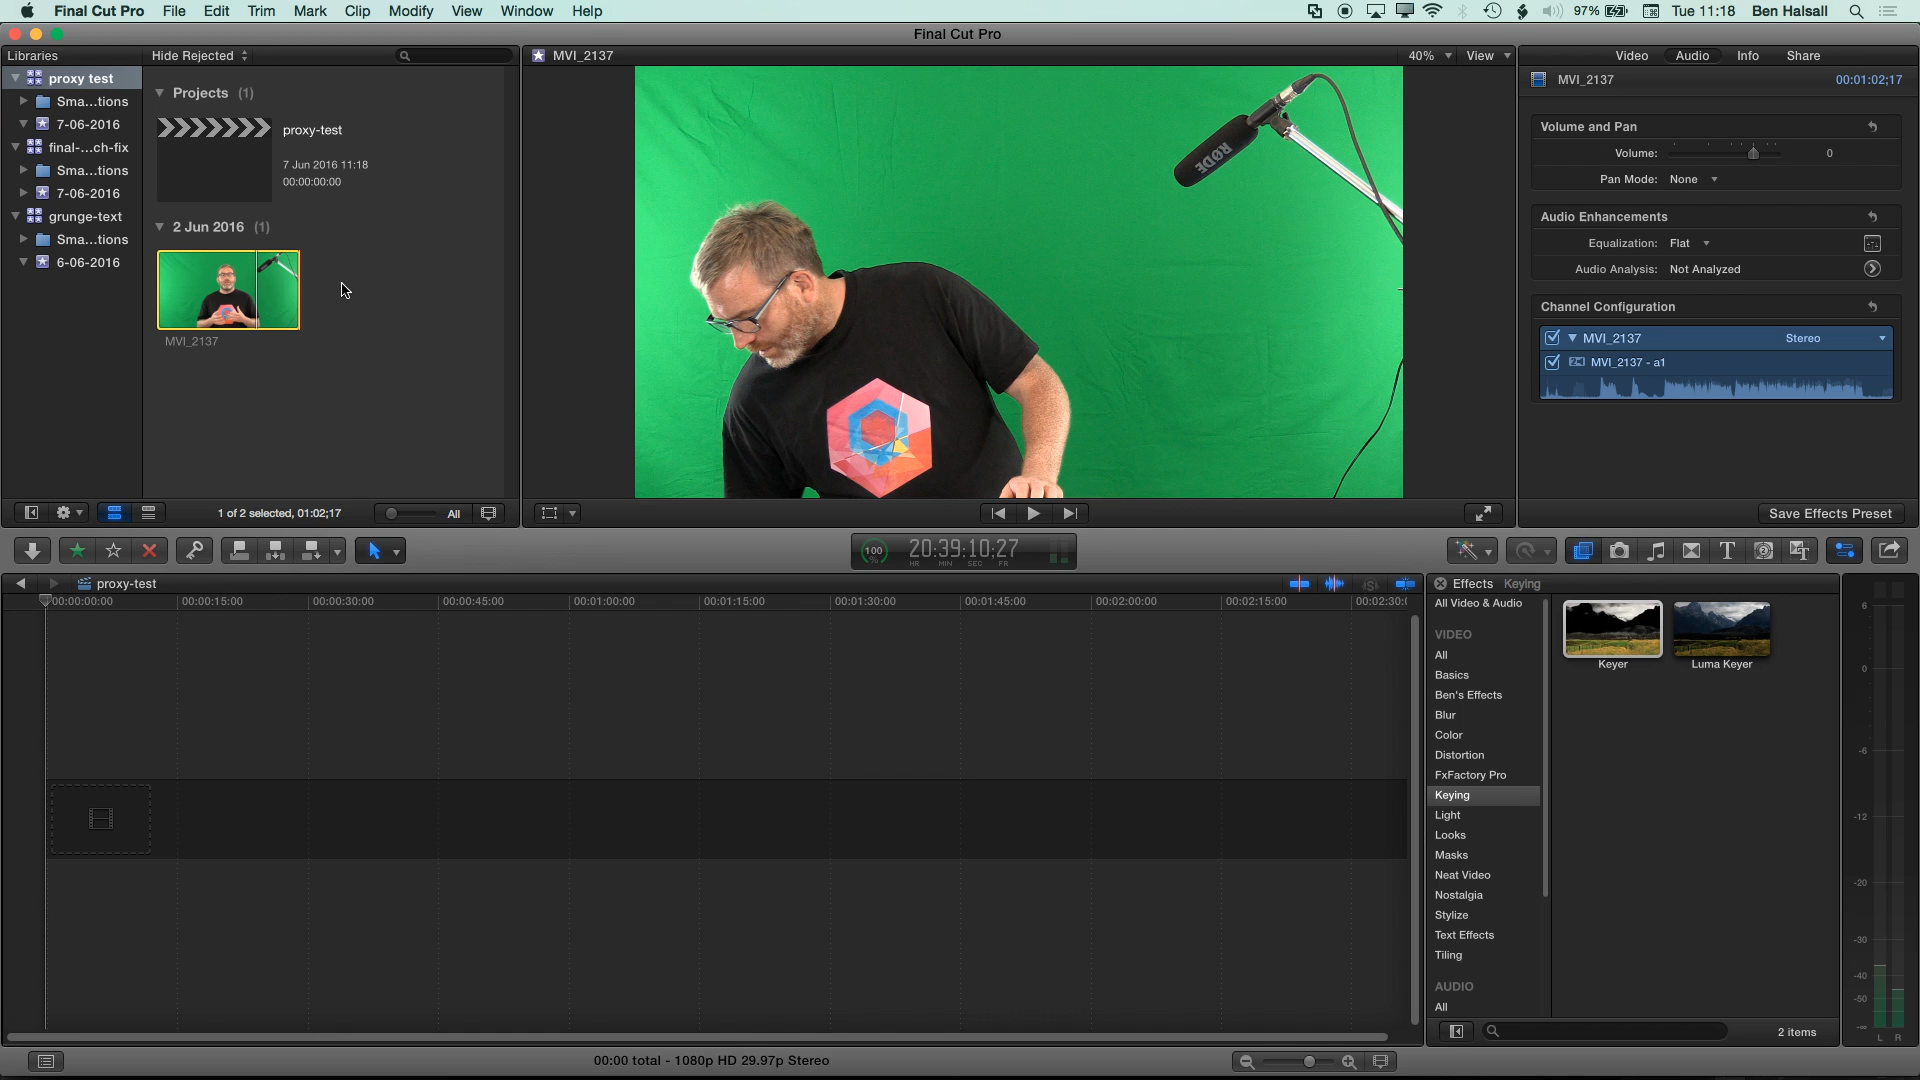 Final Cut Pro File Edit Trim Mark Clip Modify View Window Help 97% Tue 11:18 Ben Halsall
Final Cut Pro
Libraries Hide Rejected
MVI_2137 40% View
Video Audio Info Share
proxy test
Sma...tions
7-06-2016
final-...ch-fix
Sma...tions
7-06-2016
grunge-text
Sma...tions
6-06-2016
Projects (1)
proxy-test
7 Jun 2016 11:18
00:00:00:00
2 Jun 2016 (1)
MVI_2137
RØDE
MVI_2137 00:01:02;17
Volume and Pan
Volume: 0
Pan Mode: None
Audio Enhancements
Equalization: Flat
Audio Analysis: Not Analyzed
Channel Configuration
MVI_2137 Stereo
MVI_2137 - a1
1 of 2 selected, 01:02;17 All
Save Effects Preset
100 % 20:39:10:27
HR MIN SEC FR
proxy-test
00:00:00:00 00:00:15:00 00:00:30:00 00:00:45:00 00:01:00:00 00:01:15:00 00:01:30:00 00:01:45:00 00:02:00:00 00:02:15:00 00:02:30:
Effects Keying
All Video & Audio
VIDEO
All
Basics
Ben's Effects
Blur
Color
Distortion
FxFactory Pro
Keying
Light
Looks
Masks
Neat Video
Nostalgia
Stylize
Text Effects
Tiling
AUDIO
All
Keyer Luma Keyer
2 items
6
0
-6
-12
-20
-30
-40
-50
-∞
L R
00:00 total - 1080p HD 29.97p Stereo